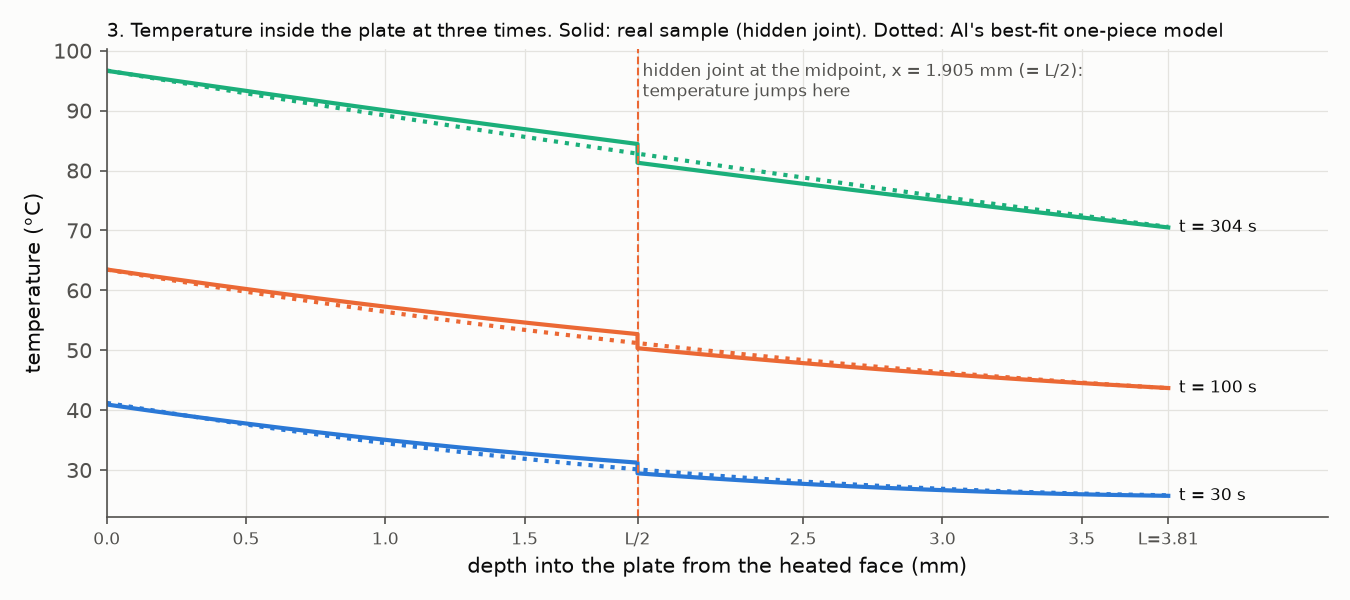 3. Temperature inside the plate at three times. Solid: real sample (hidden joint). Dotted: AI's best-fit one-piece model
hidden joint at the midpoint, x = 1.905 mm (= L/2):
temperature jumps here
100
90
80
70
60
50
40
30
temperature (°C)
t = 304 s
t = 100 s
t = 30 s
0.0 0.5 1.0 1.5 L/2 2.5 3.0 3.5 L=3.81
depth into the plate from the heated face (mm)